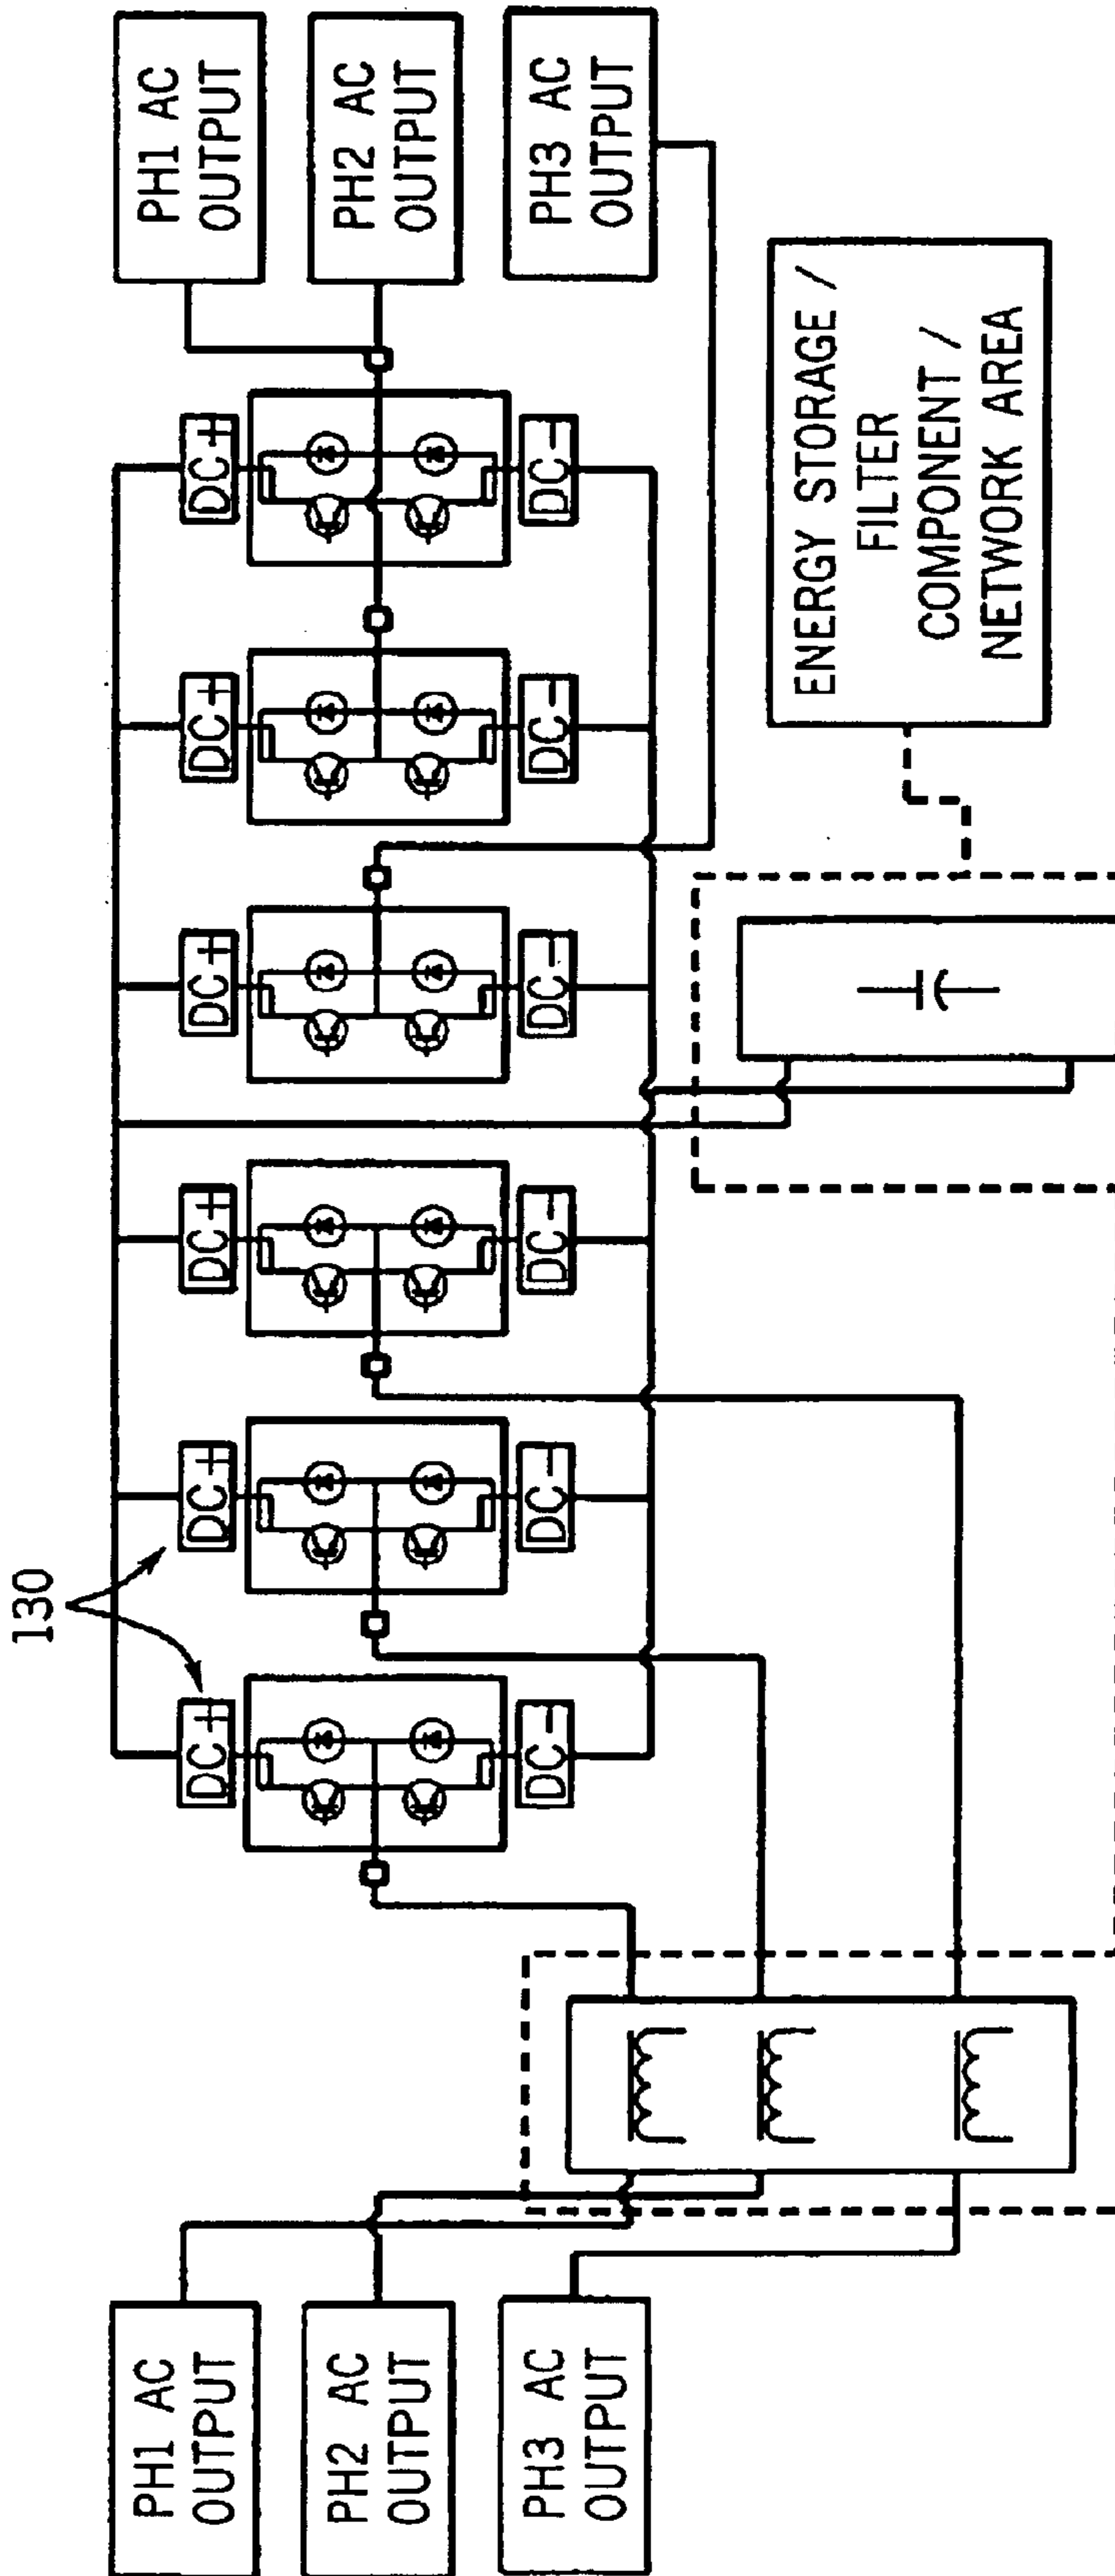 130
PH1 AC
OUTPUT
PH2 AC
OUTPUT
PH3 AC
OUTPUT
DC+
DC+
DC+
DC+
DC+
DC+
DC-
DC-
DC-
DC-
DC-
DC-
PH1 AC
OUTPUT
PH2 AC
OUTPUT
PH3 AC
OUTPUT
ENERGY STORAGE /
FILTER
COMPONENT /
NETWORK AREA